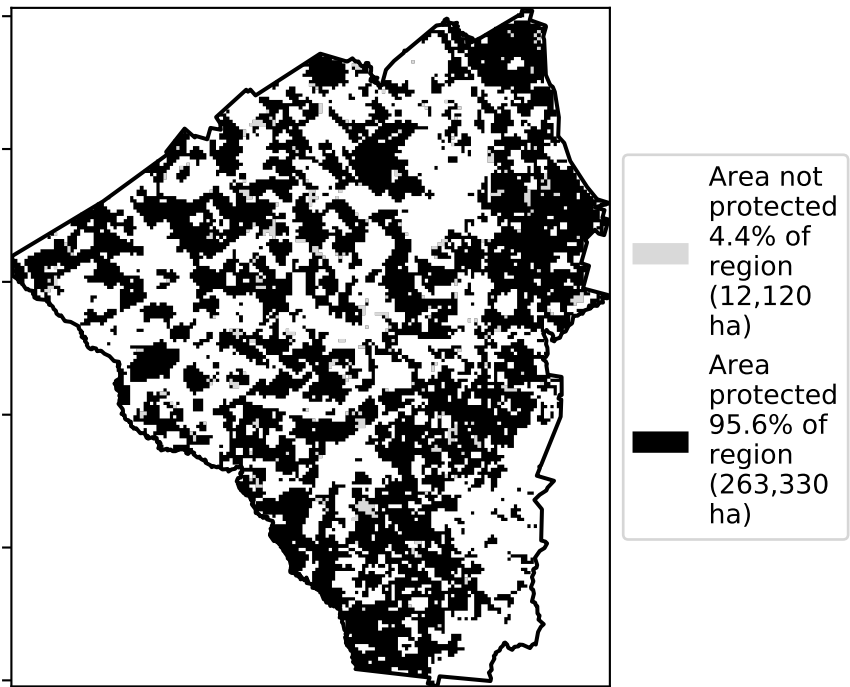 Area not
protected
4.4% of
region
(12,120
ha)
Area
protected
95.6% of
region
(263,330
ha)